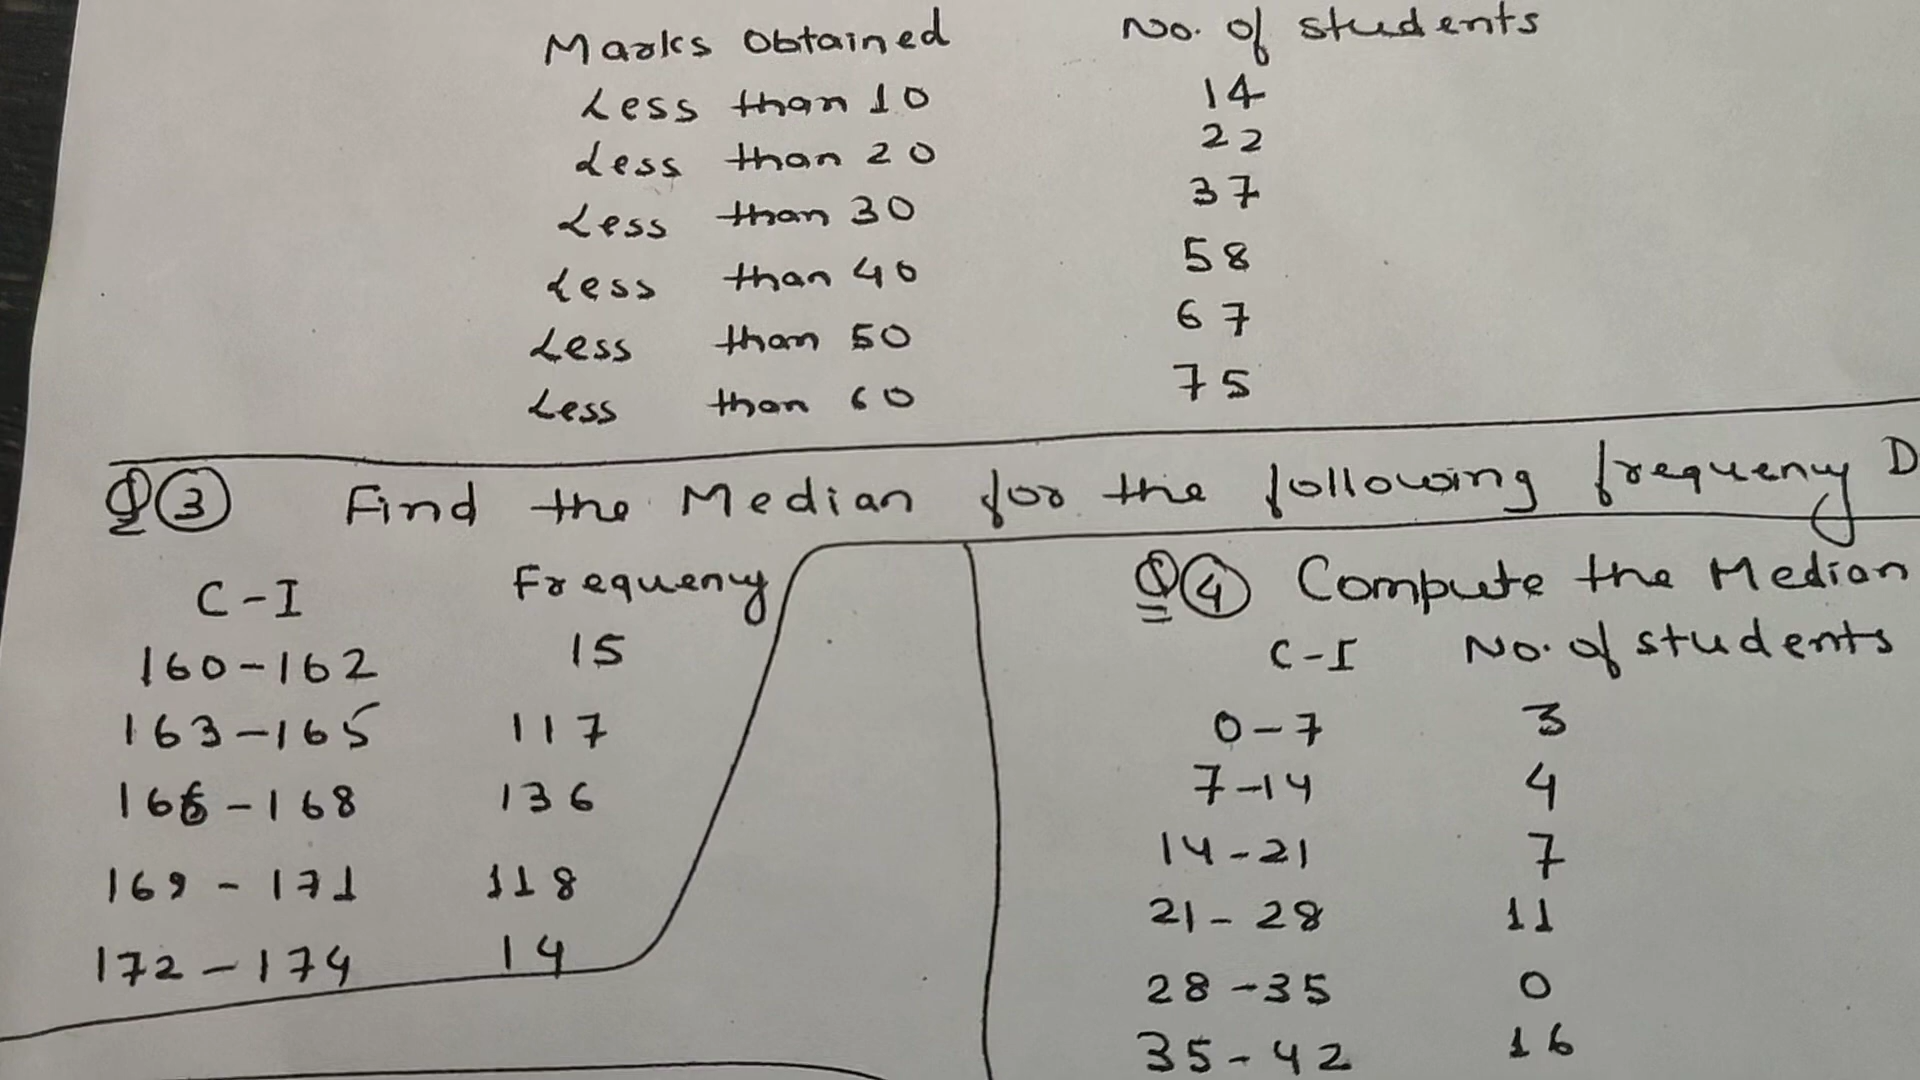 Marks Obtained No. of students
Less than 10 14
Less than 20 22
Less than 30 37
Less than 40 58
Less than 50 67
Less than 60 75
Q3 Find the Median for the following frequency D
C-I Frequency
160-162 15
163-165 117
166-168 136
169-171 118
172-174 14
Q4 Compute the Median
C-I No. of students
0-7 3
7-14 4
14-21 7
21-28 11
28-35 0
35-42 16